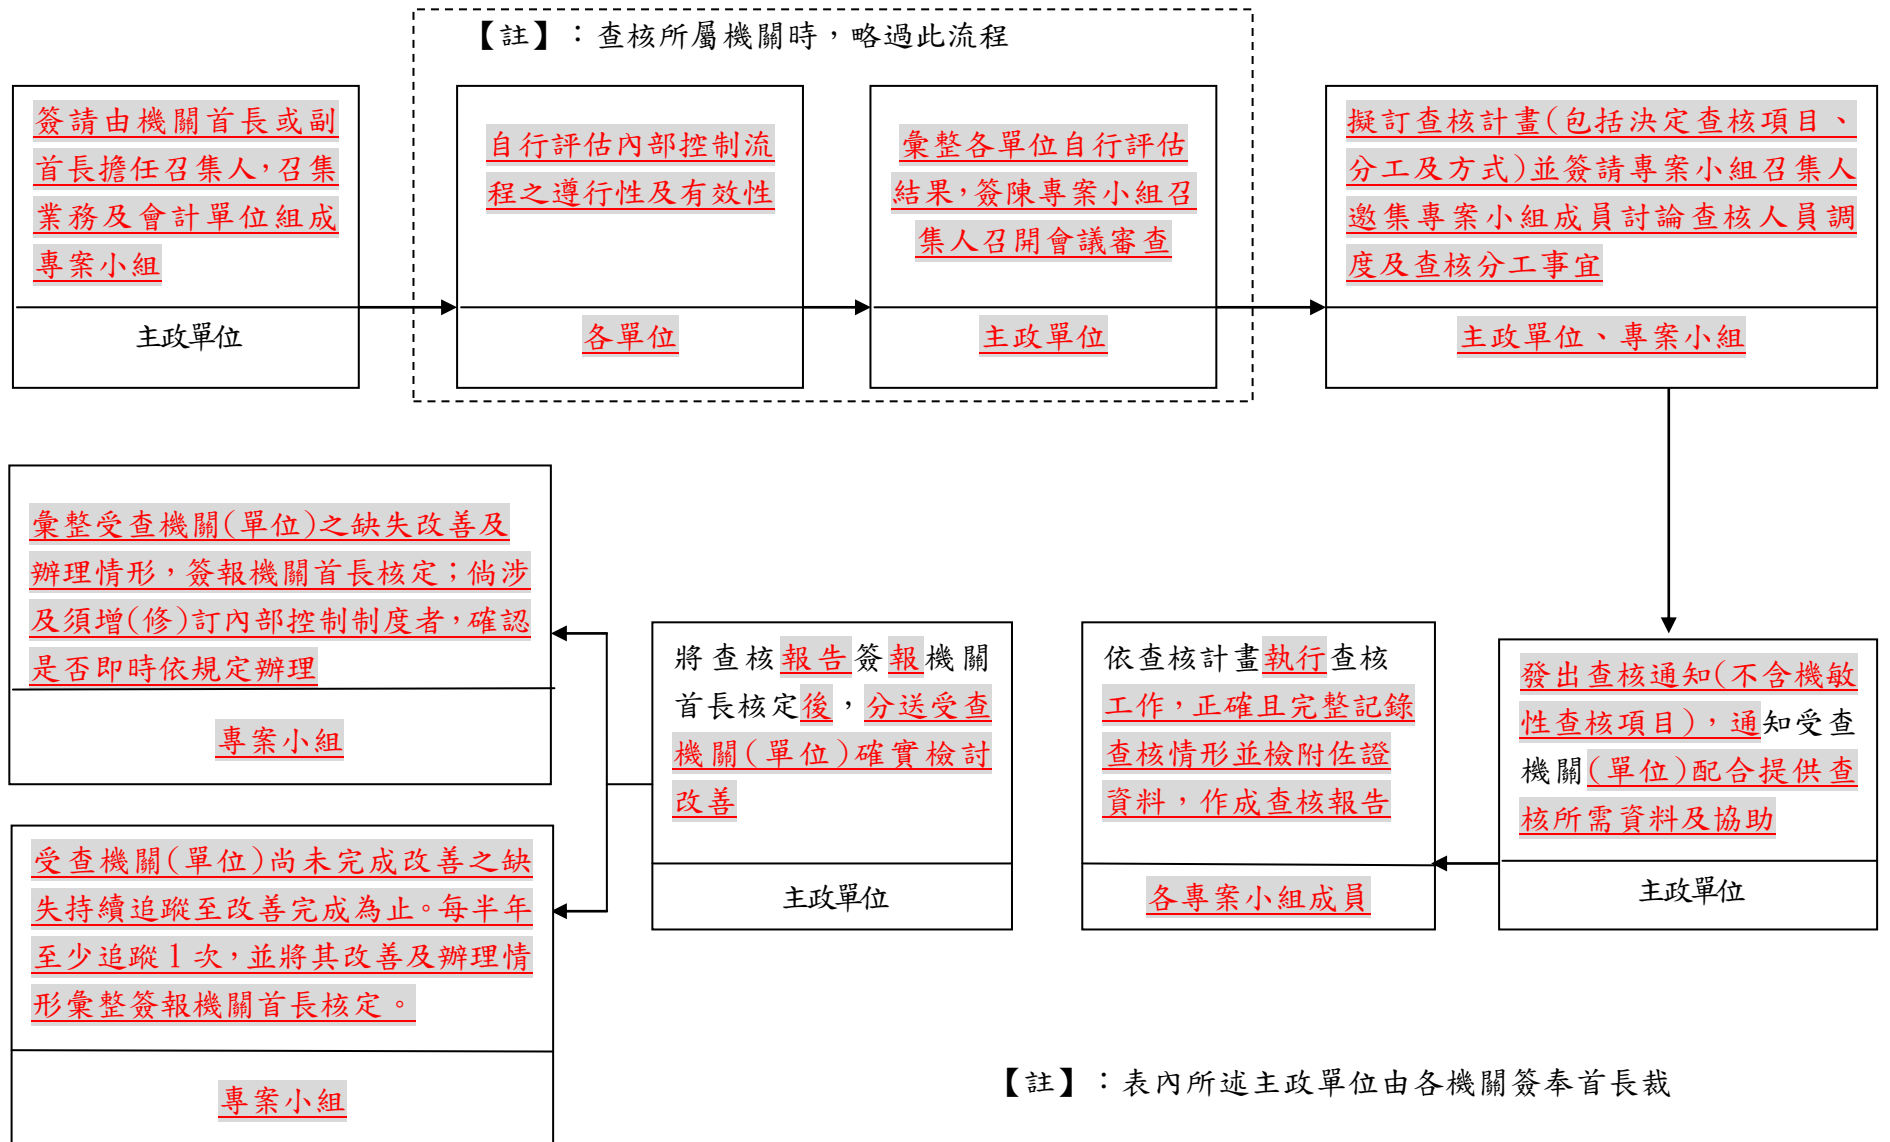 【註】：查核所屬機關時，略過此流程
簽請由機關首長或副
首長擔任召集人，召集
業務及會計單位組成
專案小組
主政單位
自行評估內部控制流
程之遵行性及有效性
各單位
彙整各單位自行評估
結果，簽陳專案小組召
集人召開會議審查
主政單位
擬訂查核計畫(包括決定查核項目、
分工及方式)並簽請專案小組召集人
邀集專案小組成員討論查核人員調
度及查核分工事宜
主政單位、專案小組
發出查核通知(不含機敏
性查核項目)，通知受查
機關(單位)配合提供查
核所需資料及協助
主政單位
依查核計畫執行查核
工作，正確且完整記錄
查核情形並檢附佐證
資料，作成查核報告
各專案小組成員
將查核報告簽報機關
首長核定後，分送受查
機關(單位)確實檢討
改善
主政單位
彙整受查機關(單位)之缺失改善及
辦理情形，簽報機關首長核定；倘涉
及須增(修)訂內部控制制度者，確認
是否即時依規定辦理
專案小組
受查機關(單位)尚未完成改善之缺
失持續追蹤至改善完成為止。每半年
至少追蹤1次，並將其改善及辦理情
形彙整簽報機關首長核定。
專案小組
【註】：表內所述主政單位由各機關簽奉首長裁